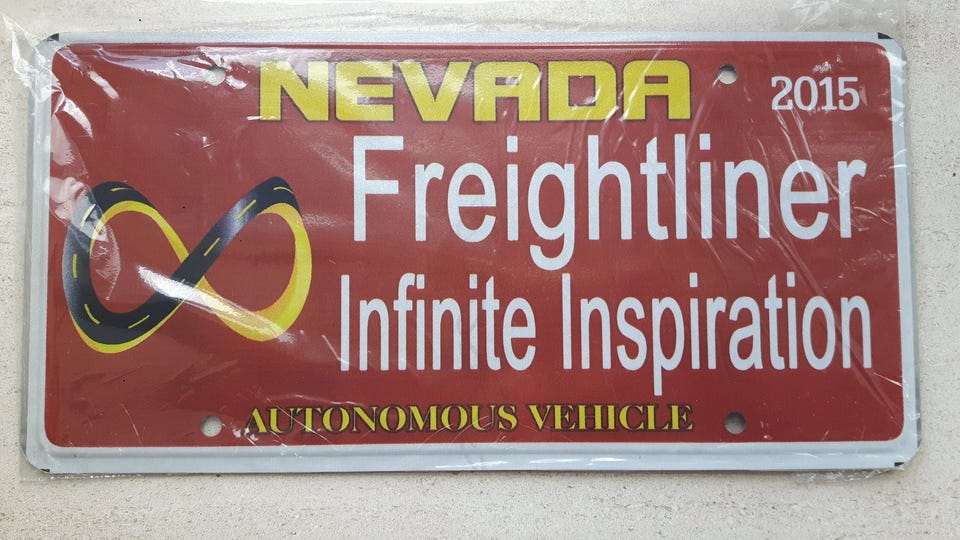 NEVADA
2015
Freightliner
Infinite Inspiration
AUTONOMOUS VEHICLE